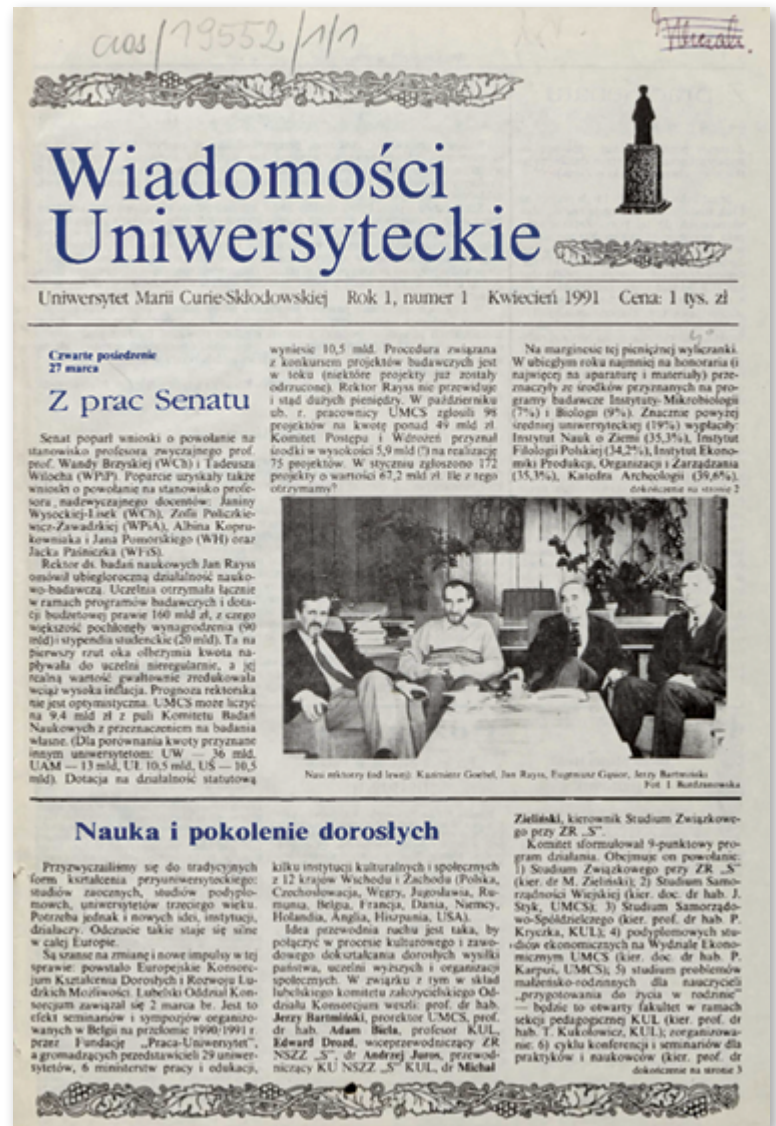 19552/1/1
Wiadomości
Uniwersyteckie
Uniwersytet Marii Curie-Skłodowskiej Rok 1, numer 1 Kwiecień 1991 Cena: 1 tys. zł
Czwarte posiedzenie
27 marca
Z prac Senatu
Senat poparł wnioski o powołanie na
stanowisko profesora zwyczajnego prof.
prof. Wandy Brzyskiej (WCh) i Tadeusza
Wilocha (WPiP). Poparcie uzyskały także
wnioski o powołanie na stanowisko profe-
sora nadzwyczajnego docentów: Janiny
Wysockiej-Lisek (WCh), Zofii Policzkie-
wicz-Zawadzkiej (WPiA), Albina Kopru-
kowniaka i Jana Pomorskiego (WH) oraz
Jacka Paśniczka (WFiS).
Rektor ds. badań naukowych Jan Rayss
omówił ubiegłoroczną działalność nauko-
wo-badawczą. Uczelnia otrzymała łącznie
w ramach programów badawczych i dota-
cji budżetowej prawie 160 mld zł, z czego
większość pochłonęły wynagrodzenia (90
mld) i stypendia studenckie (20 mld). Ta na
pierwszy rzut oka olbrzymia kwota na-
pływała do uczelni nieregularnie, a jej
realną wartość gwałtownie zredukowała
wciąż wysoka inflacja. Prognoza rektorska
nie jest optymistyczna. UMCS może liczyć
na 9,4 mld zł z puli Komitetu Badań
Naukowych z przeznaczeniem na badania
własne. (Dla porównania kwoty przyznane
innym uniwersytetom: UW — 36 mld,
UAM — 13 mld, UŁ 10,5 mld, UŚ — 10,5
mld). Dotacja na działalność statutową
wyniesie 10,5 mld. Procedura związana
z konkursem projektów badawczych jest
w toku (niektóre projekty już zostały
odrzucone). Rektor Rayss nie przewiduje
i stąd dużych pieniędzy. W październiku
ub. r. pracownicy UMCS zgłosili 98
projektów na kwotę ponad 49 mld zł.
Komitet Postępu i Wdrożeń przyznał
środki w wysokości 5,9 mld (!) na realizację
75 projektów. W styczniu zgłoszono 172
projekty o wartości 67,2 mld zł. Ile z tego
otrzymamy?
Na marginesie tej pieniężnej wyliczanki.
W ubiegłym roku najmniej na honoraria (i
najwięcej na aparaturę i materiały) prze-
znaczyły ze środków przyznanych na pro-
gramy badawcze Instytuty Mikrobiologii
(7%) i Biologii (9%). Znacznie powyżej
średniej uniwersyteckiej (19%) wypłaciły:
Instytut Nauk o Ziemi (35,3%), Instytut
Filologii Polskiej (34,2%), Instytut Ekono-
miki Produkcji, Organizacji i Zarządzania
(35,3%), Katedra Archeologii (39,6%).
dokończenie na stronie 2
Nasi rektorzy (od lewej): Kazimierz Goebel, Jan Rayss, Eugeniusz Gąsior, Jerzy Bartmiński
Fot. I. Burdzanowska
Nauka i pokolenie dorosłych
Przyzwyczailiśmy się do tradycyjnych
form kształcenia przyuniwersyteckiego:
studiów zaocznych, studiów podyplo-
mowch, uniwersytetów trzeciego wieku.
Potrzeba jednak i nowych idei, instytucji,
działaczy. Odczucie takie staje się silne
w całej Europie.
Są szanse na zmianę i nowe impulsy w tej
sprawie: powstało Europejskie Konsorc-
jum Kształcenia Dorosłych i Rozwoju Lu-
dzkich Możliwości. Lubelski Oddział Kon-
sorcjum zawiązał się 2 marca br. Jest to
efekt seminariów i sympozjów organizo-
wanych w Belgii na przełomie 1990/1991 r.
przez Fundację „Praca-Uniwersytet”,
a gromadzących przedstawicieli 29 uniwer-
sytetów, 6 ministerstw pracy i edukacji,
kilku instytucji kulturalnych i społecznych
z 12 krajów Wschodu i Zachodu (Polska,
Czechosłowacja, Węgry, Jugosławia, Ru-
munia, Belgia, Francja, Dania, Niemcy,
Holandia, Anglia, Hiszpania, USA).
Idea przewodnia ruchu jest taka, by
połączyć w procesie kulturowego i zawo-
dowego dokształcania dorosłych wysiłki
państwa, uczelni wyższych i organizacji
społecznych. W związku z tym w skład
lubelskiego komitetu założycielskiego Od-
działu Konsorcjum weszli: prof. dr hab.
Jerzy Bartmiński, prorektor UMCS, prof.
dr hab. Adam Biela, profesor KUL,
Edward Drozd, wiceprzewodniczący ZR
NSZZ „S”, dr Andrzej Juros, przewod-
niczący KU NSZZ „S” KUL, dr Michał
Zieliński, kierownik Studium Związkowe-
go przy ZR „S”.
Komitet sformułował 9-punktowy pro-
gram działania. Obejmuje on powołanie:
1) Studium Związkowego przy ZR „S”
(kier. dr M. Zieliński); 2) Studium Samo-
rządności Wiejskiej (kier. doc. dr hab. J.
Styk, UMCS); 3) Studium Samorządo-
wo-Spółdzielczego (kier. prof. dr hab. P.
Kryczka, KUL); 4) podyplomowych stu-
diów ekonomicznych na Wydziale Ekono-
micznym UMCS (kier. doc. dr hab. P.
Karpuś, UMCS); 5) studium problemów
małżeńsko-rodzinnych dla nauczycieli
„przygotowania do życia w rodzinie”
— będzie to otwarty fakultet w ramach
sekcji pedagogicznej KUL (kier. prof. dr
hab. T. Kukołowicz, KUL); zorganizowa-
nie: 6) cyklu konferencji i seminariów dla
praktyków i naukowców (kier. prof. dr
dokończenie na stronie 3